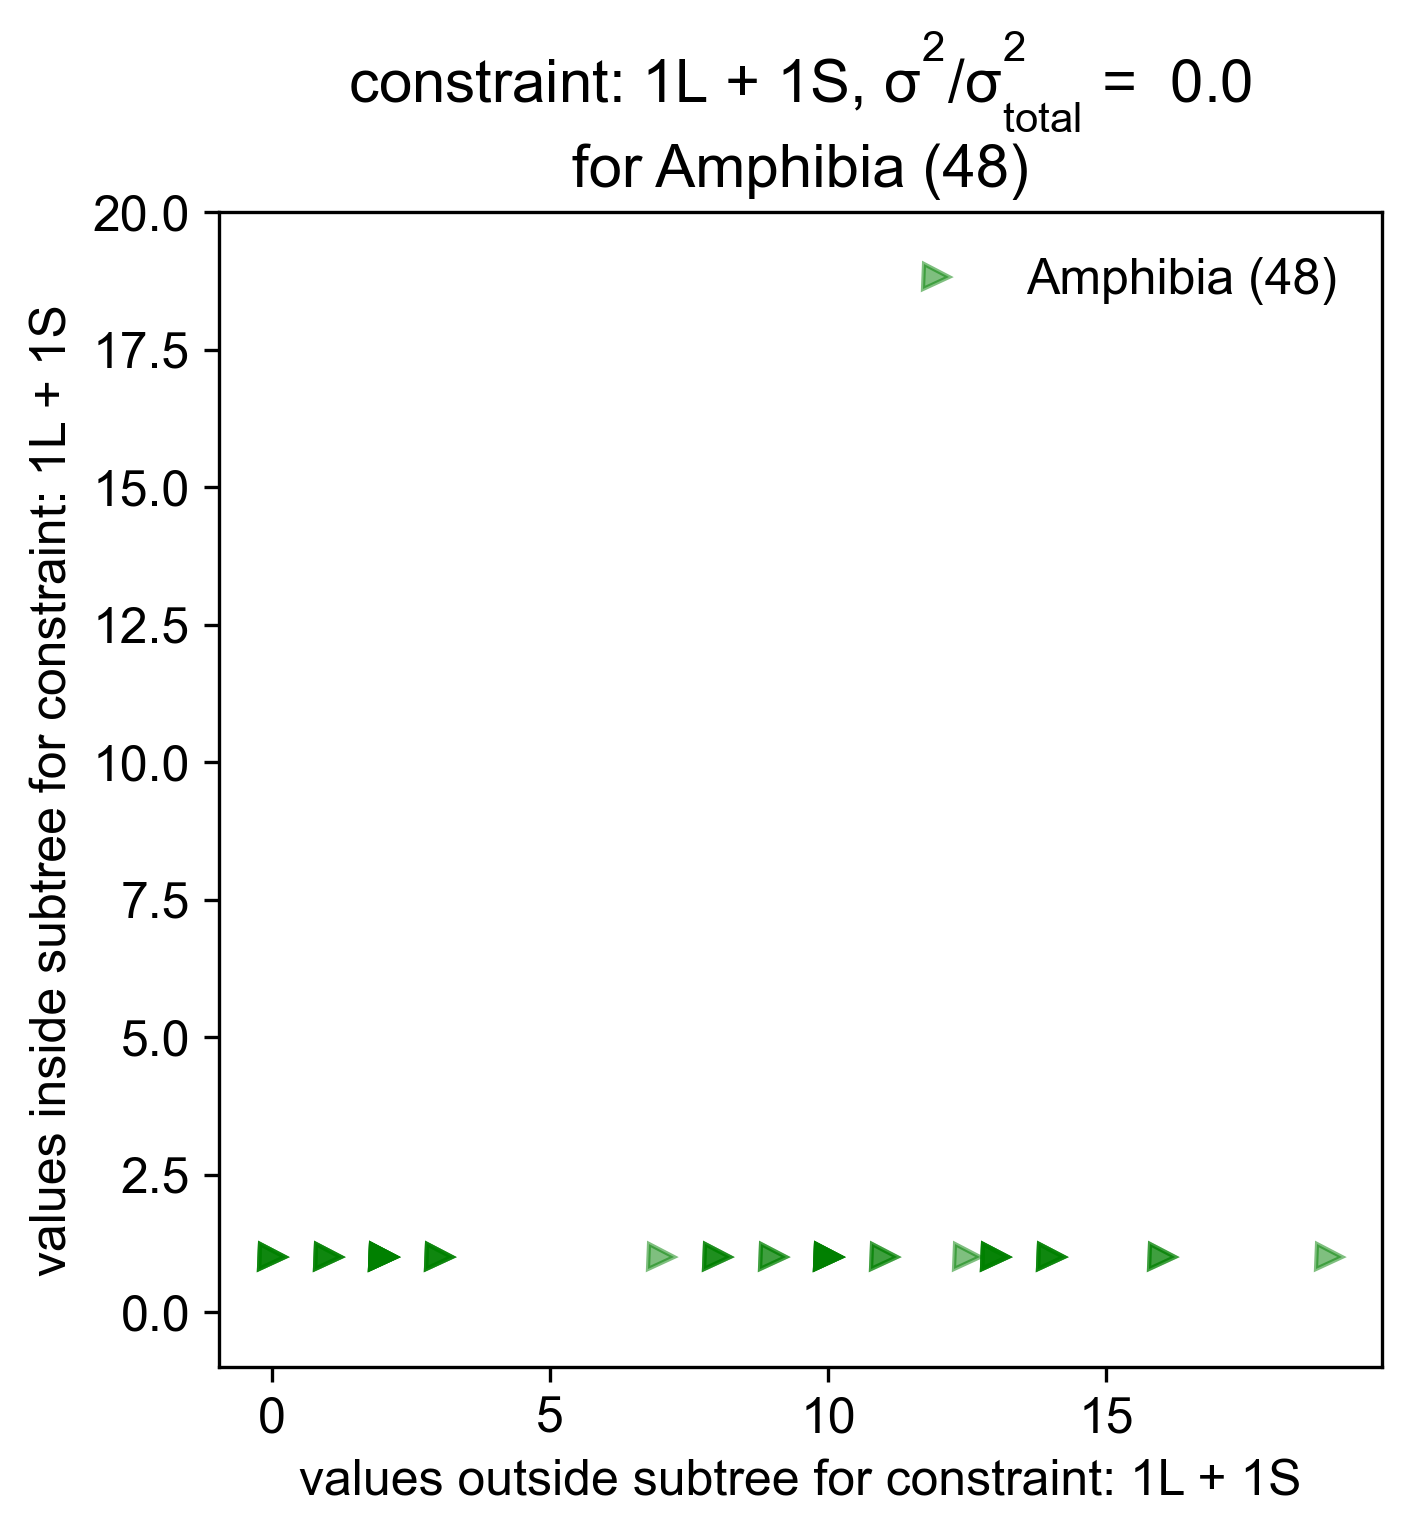 constraint: 1L + 1S, σ²/σ²total = 0.0
for Amphibia (48)
Amphibia (48)
20.0
17.5
15.0
12.5
10.0
7.5
5.0
2.5
0.0
values inside subtree for constraint: 1L + 1S
0 5 10 15
values outside subtree for constraint: 1L + 1S